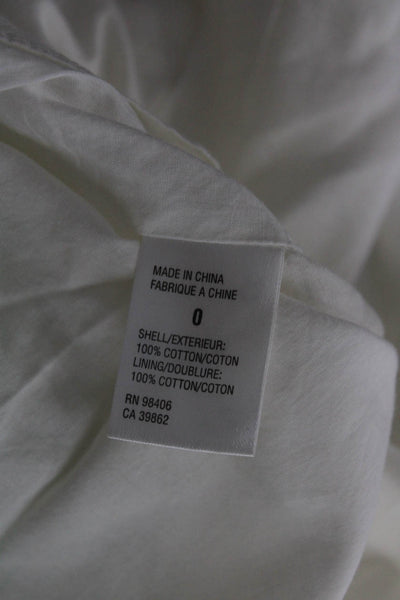 MADE IN CHINA
FABRIQUE A CHINE
0
SHELL/EXTERIEUR:
100% COTTON/COTON
LINING/DOUBLURE:
100% COTTON/COTON
RN 98406
CA 39862